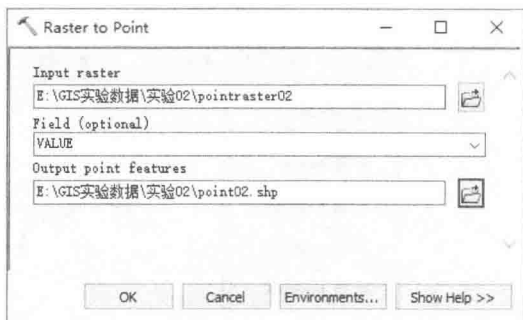 Raster to Point
Input raster
E:\GIS实验数据\实验02\pointraster02
Field (optional)
VALUE
Output point features
E:\GIS实验数据\实验02\point02.shp
OK Cancel Environments... Show Help >>